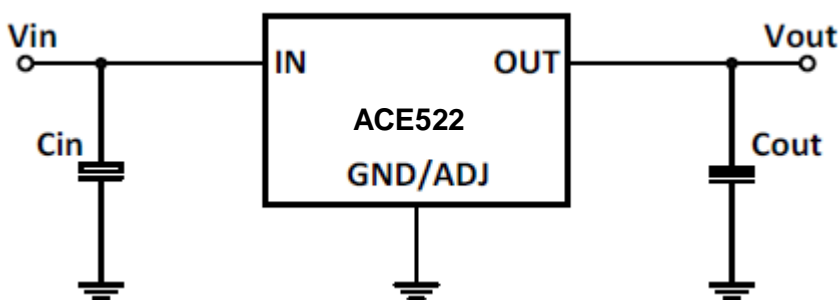 Vin
Vout
IN
OUT
ACE522
Cin
Cout
GND/ADJ